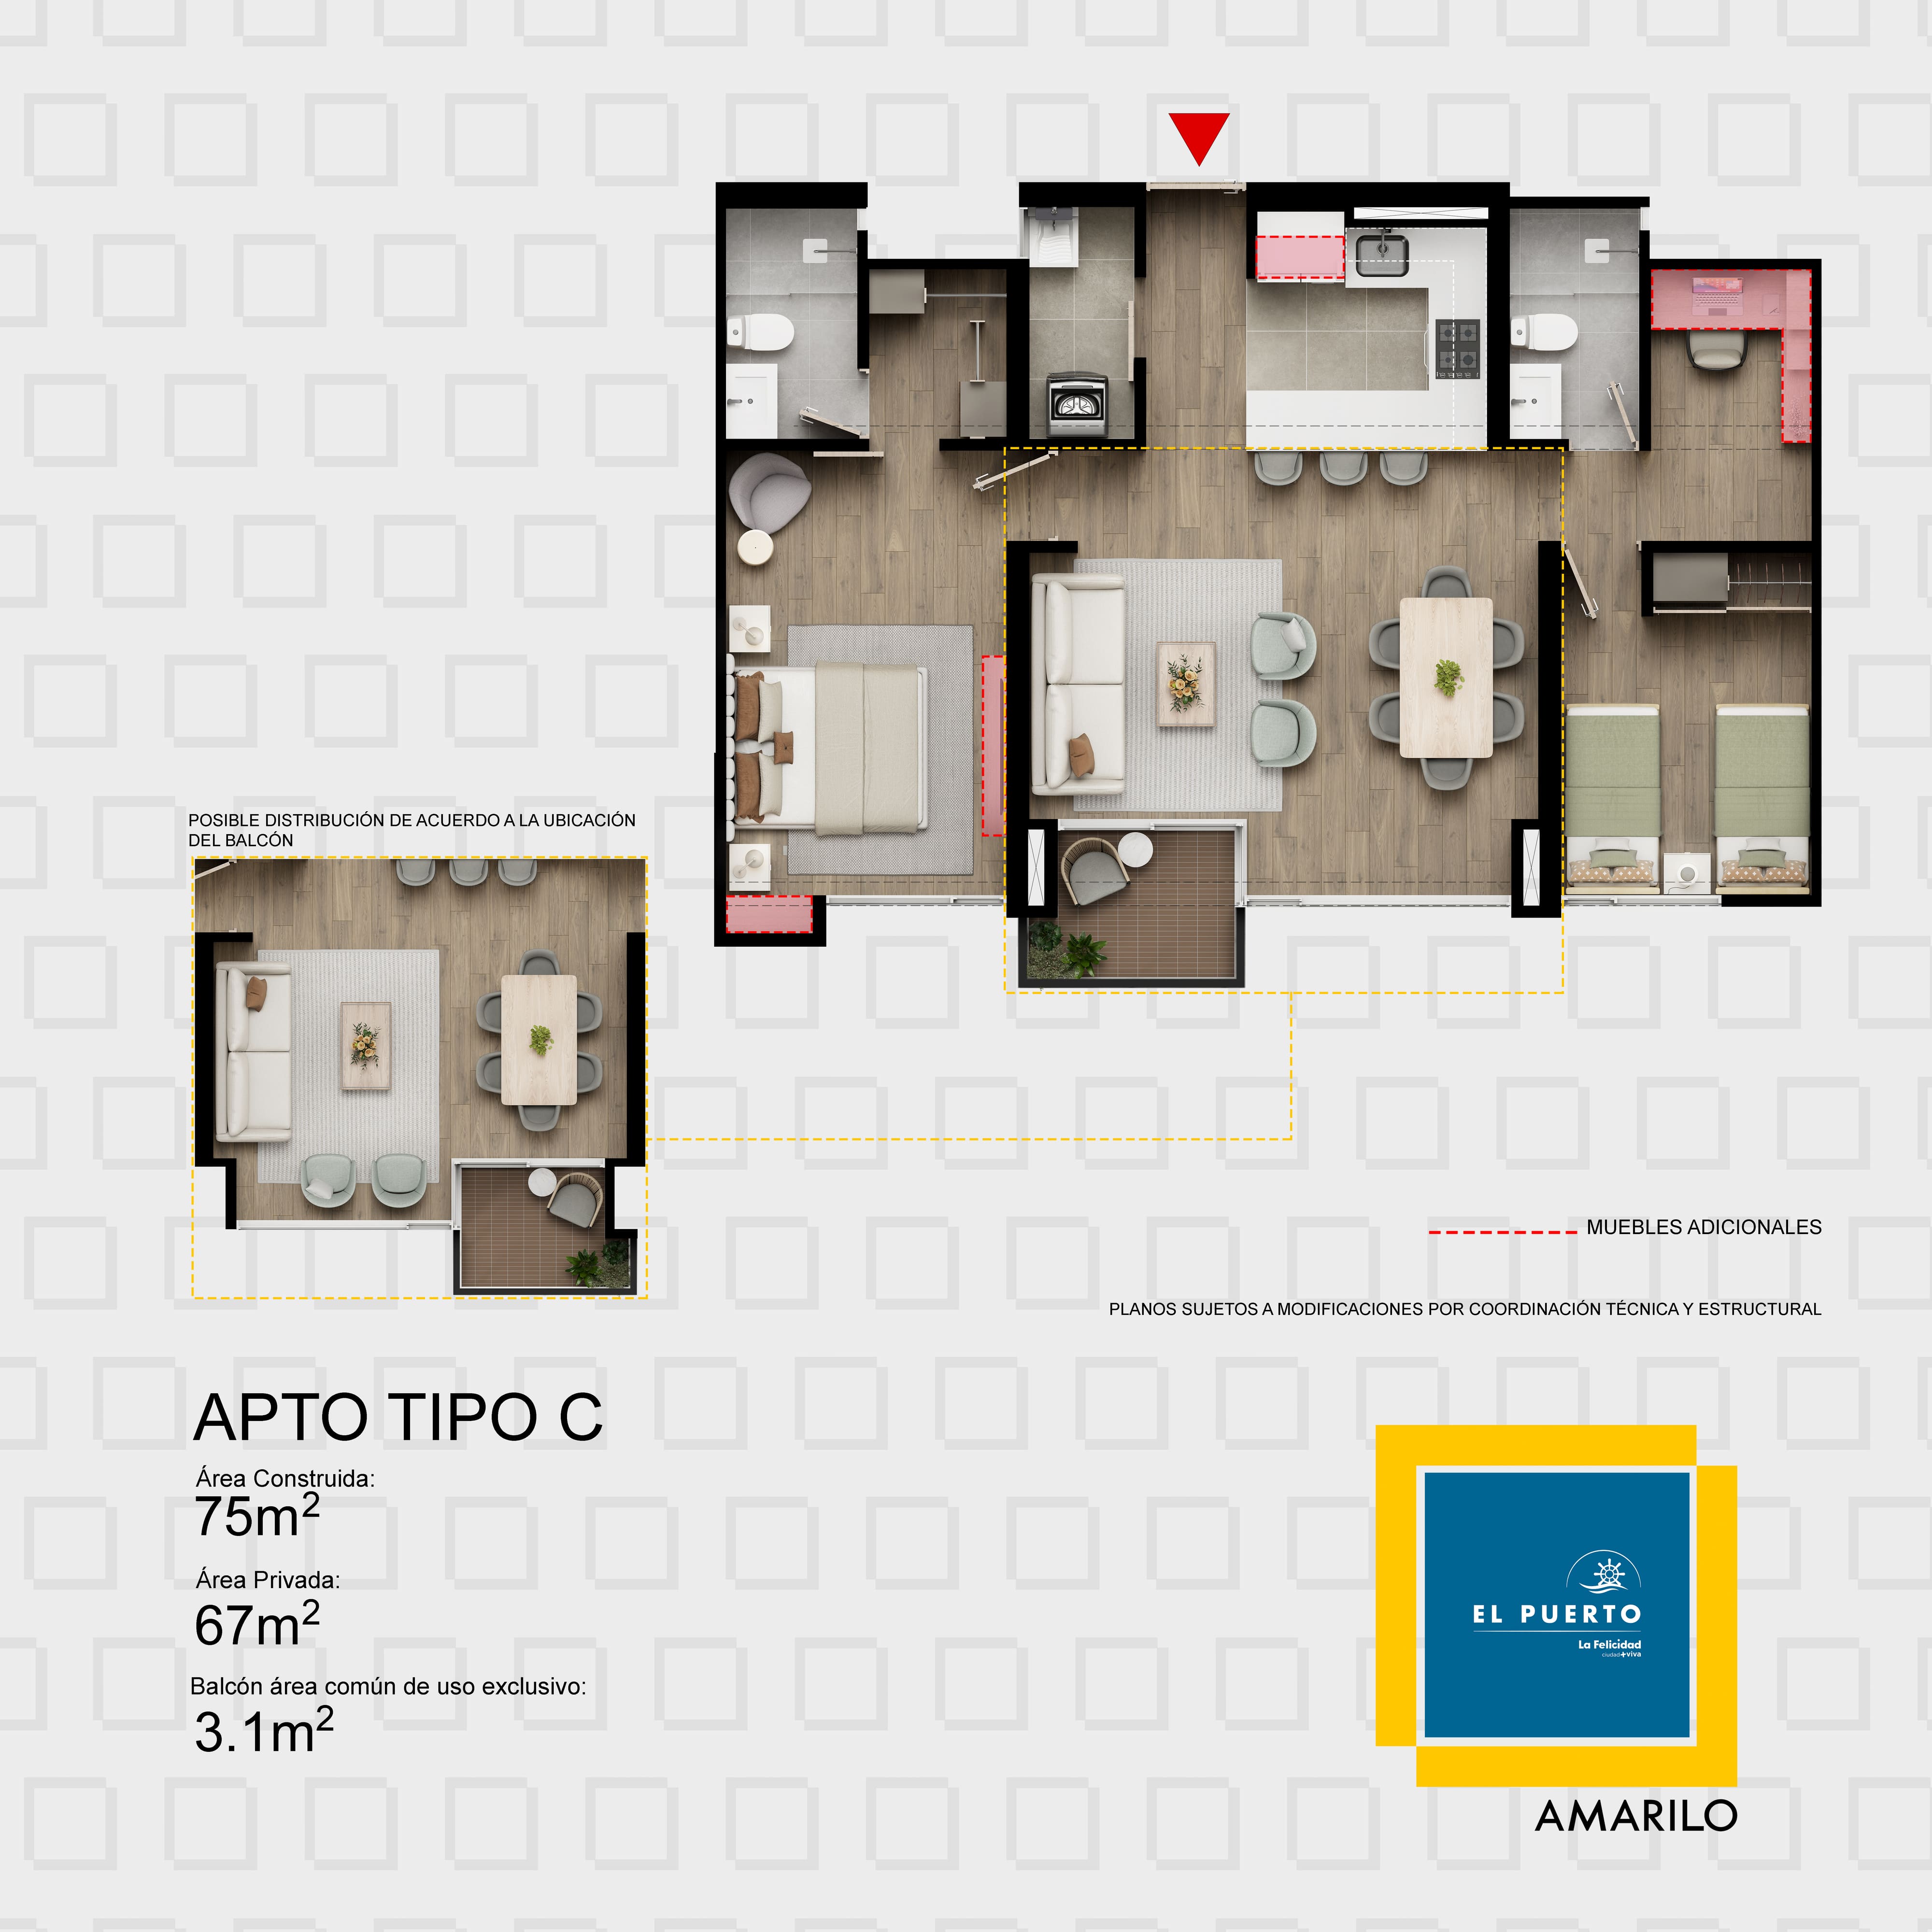 POSIBLE DISTRIBUCIÓN DE ACUERDO A LA UBICACIÓN
DEL BALCÓN
MUEBLES ADICIONALES
PLANOS SUJETOS A MODIFICACIONES POR COORDINACIÓN TÉCNICA Y ESTRUCTURAL
APTO TIPO C
Área Construida:
75m²
Área Privada:
67m²
Balcón área común de uso exclusivo:
3.1m²
EL PUERTO
La Felicidad
ciudad+viva
AMARILO